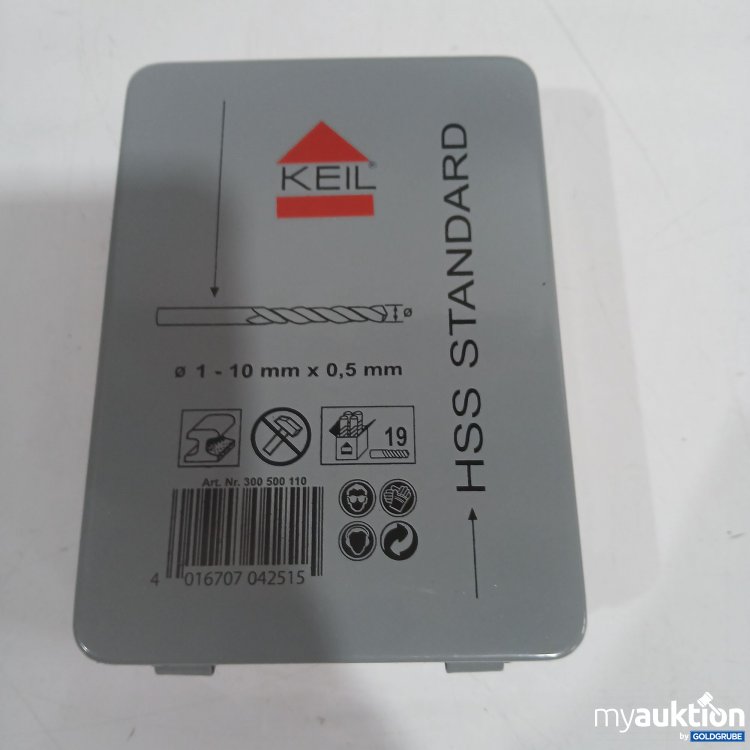 KEIL®
HSS STANDARD
ø
ø 1 - 10 mm x 0,5 mm
19
Art. Nr. 300 500 110
4 016707 042515
myauktion
by GOLDGRUBE